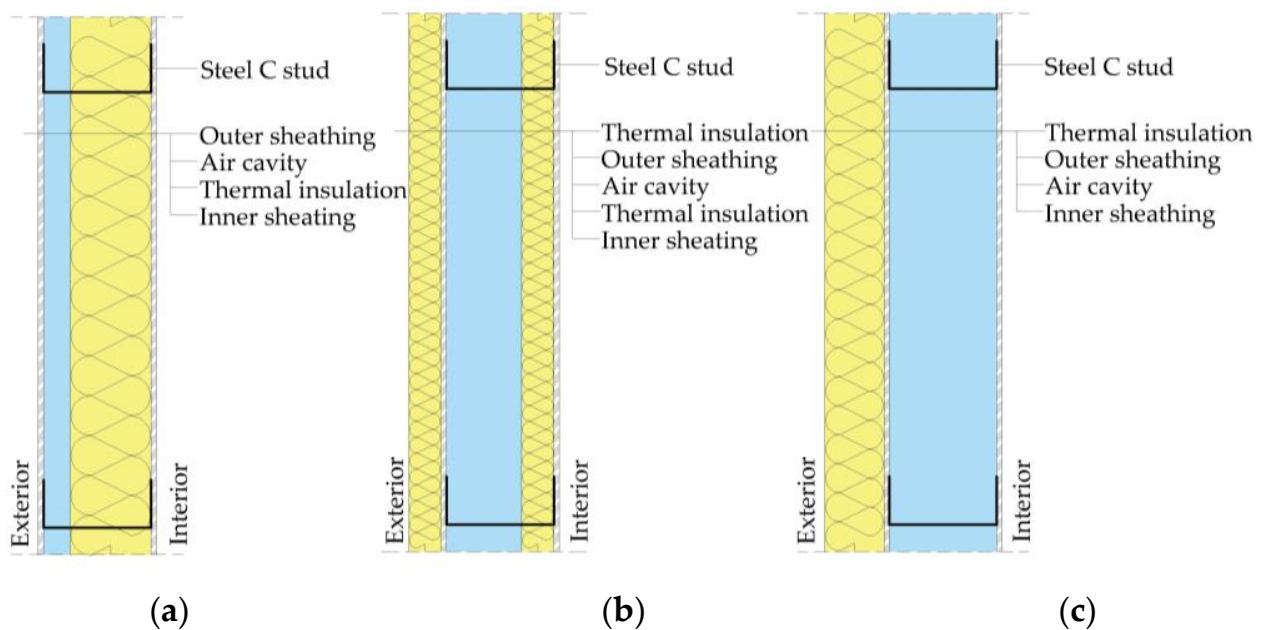 Steel C stud
Outer sheathing
Air cavity
Thermal insulation
Inner sheating
Exterior
Interior
(a)
Steel C stud
Thermal insulation
Outer sheathing
Air cavity
Thermal insulation
Inner sheating
Exterior
Interior
(b)
Steel C stud
Thermal insulation
Outer sheathing
Air cavity
Inner sheathing
Exterior
Interior
(c)